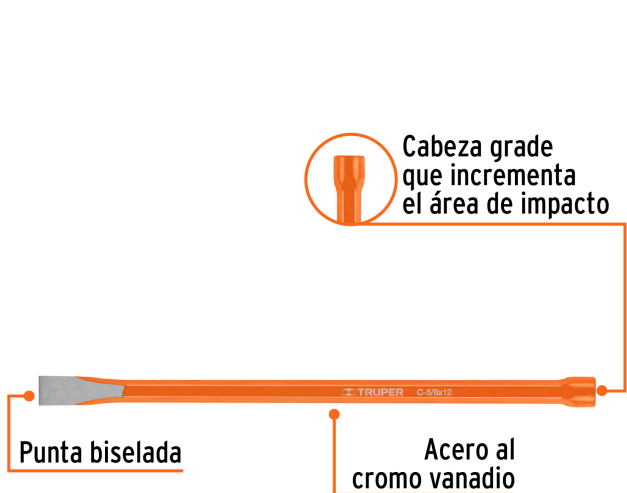 Cabeza grade
que incrementa
el área de impacto
TRUPER C-5/8x12
Punta biselada
Acero al
cromo vanadio